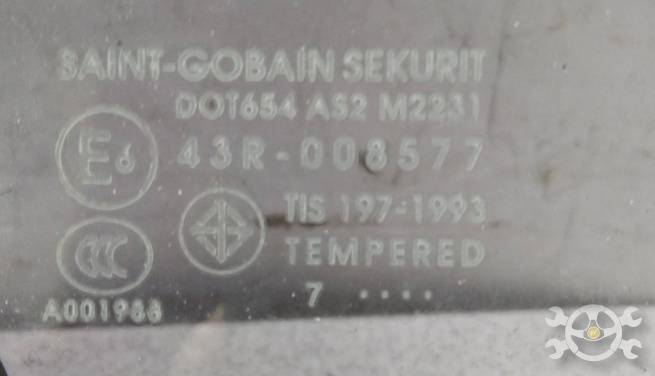 SAINT-GOBAIN SEKURIT
DOT654 AS2 M2231
E6
43R-008577
TIS 197-1993
TEMPERED
CCC
A001988
7 ....